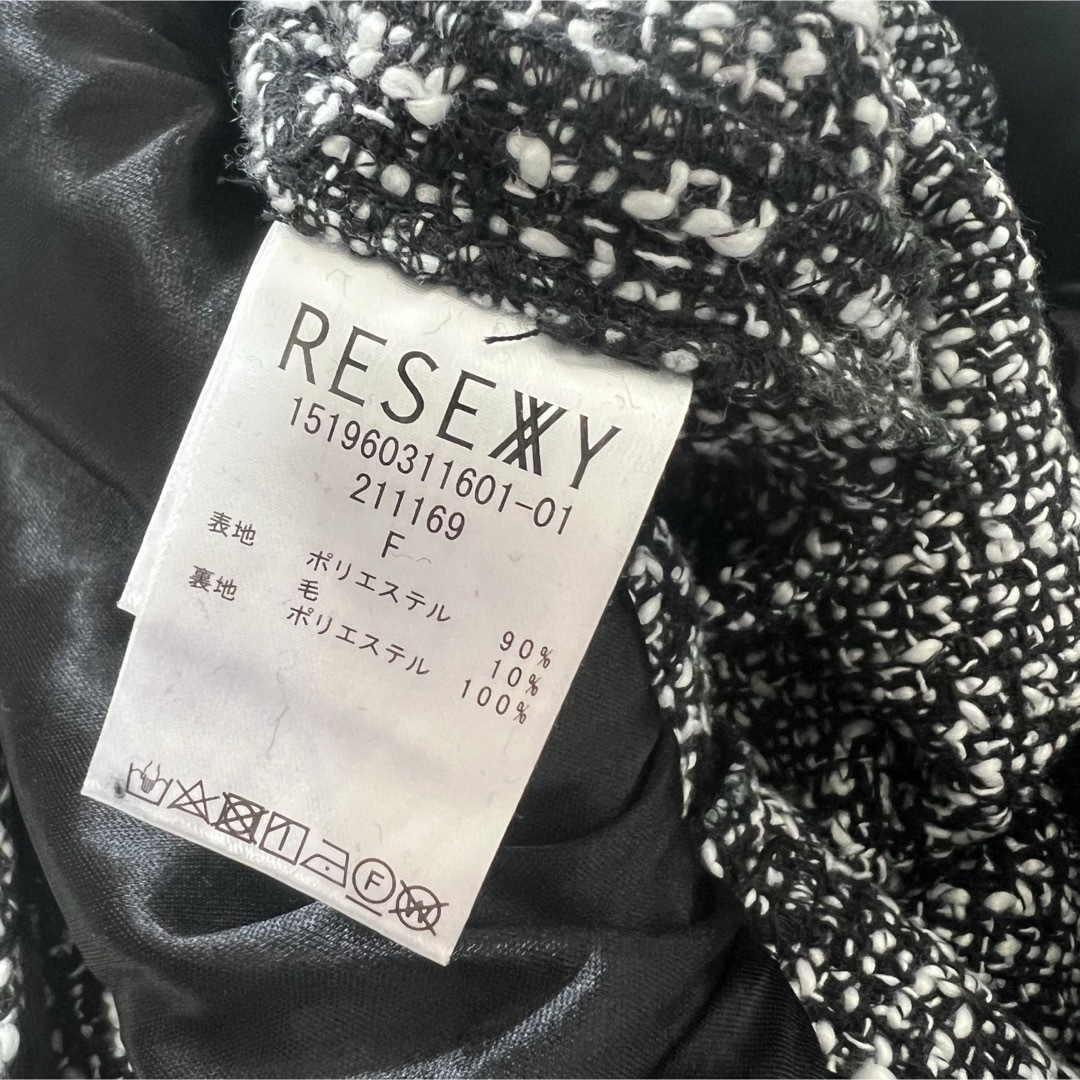 RESEXXY
151960311601-01
211169
F
表地 ポリエステル 90%
毛 10%
裏地 ポリエステル 100%
F
W